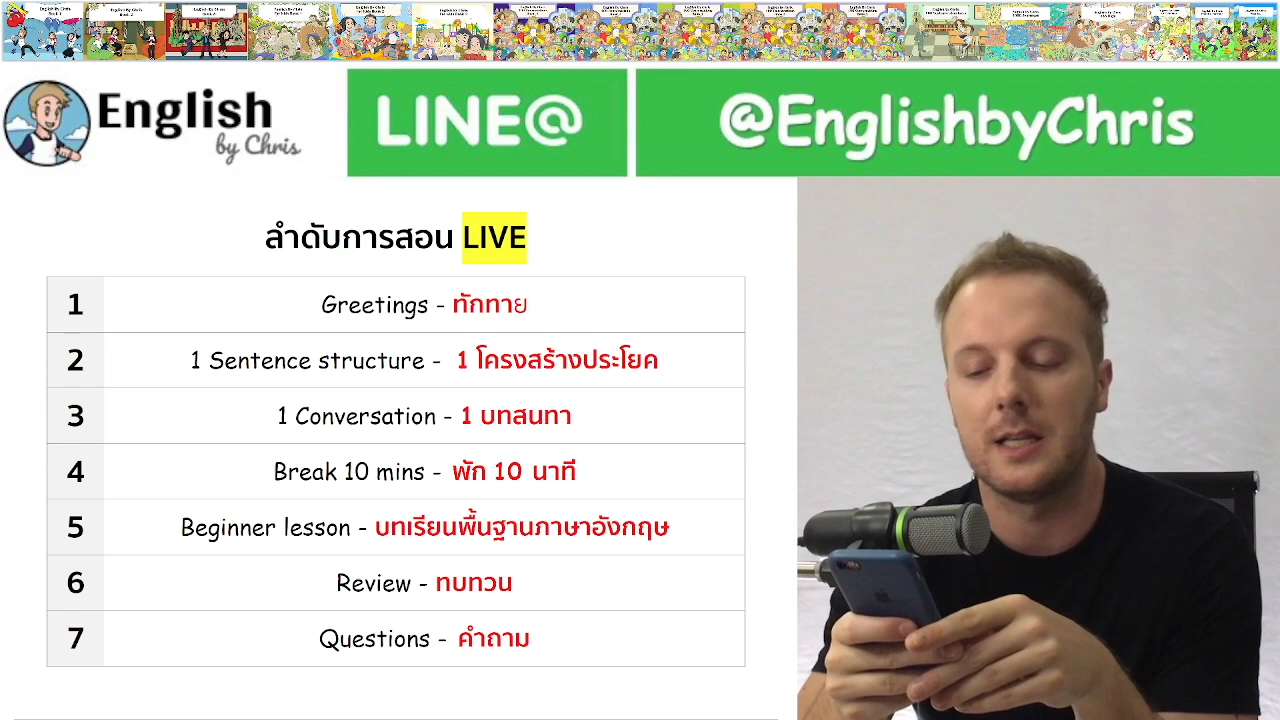 English
by Chris
LINE@
@EnglishbyChris
ลำดับการสอน LIVE
1 Greetings - ทักทาย
2 1 Sentence structure - 1 โครงสร้างประโยค
3 1 Conversation - 1 บทสนทา
4 Break 10 mins - พัก 10 นาที
5 Beginner lesson - บทเรียนพื้นฐานภาษาอังกฤษ
6 Review - ทบทวน
7 Questions - คำถาม